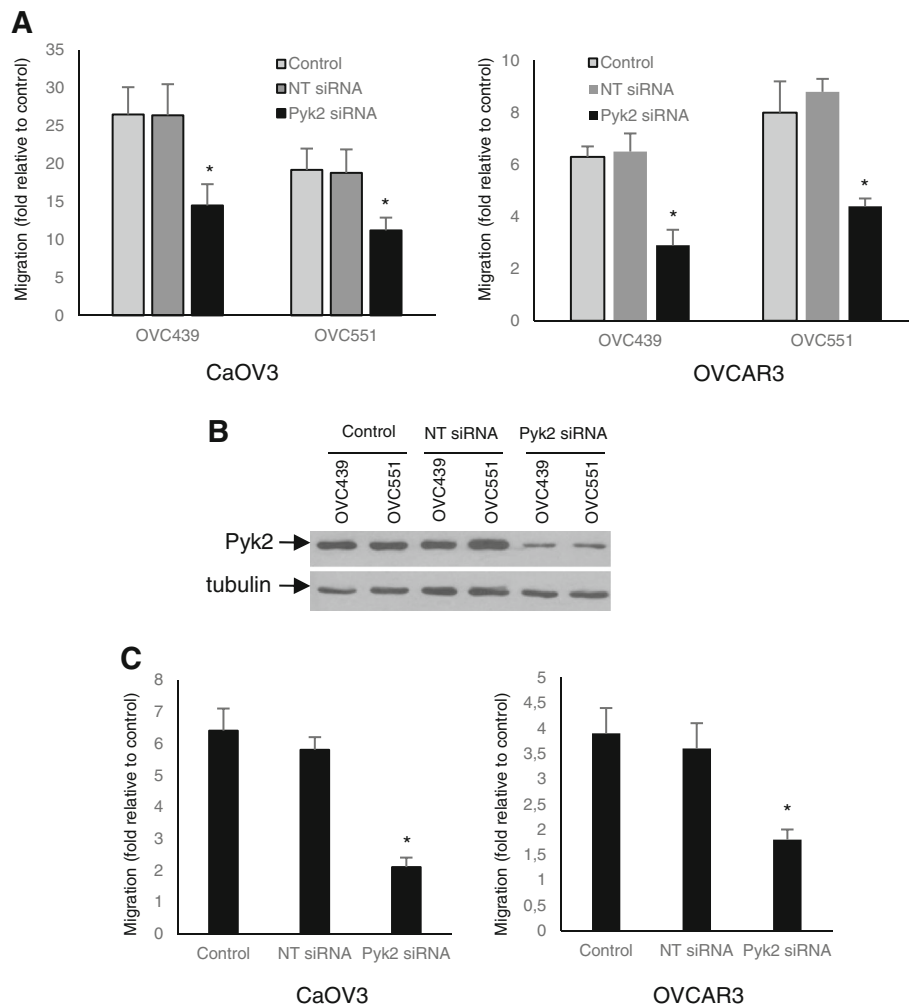 A
Migration (fold relative to control)
35
30
25
20
15
10
5
0
Control
NT siRNA
Pyk2 siRNA
*
*
OVC439
OVC551
CaOV3
Migration (fold relative to control)
10
8
6
4
2
0
Control
NT siRNA
Pyk2 siRNA
*
*
OVC439
OVC551
OVCAR3
B
Control
NT siRNA
Pyk2 siRNA
OVC439
OVC551
OVC439
OVC551
OVC439
OVC551
Pyk2
tubulin
C
Migration (fold relative to control)
8
7
6
5
4
3
2
1
0
*
Control
NT siRNA
Pyk2 siRNA
CaOV3
Migration (fold relative to control)
5
4,5
4
3,5
3
2,5
2
1,5
1
0,5
0
*
Control
NT siRNA
Pyk2 siRNA
OVCAR3